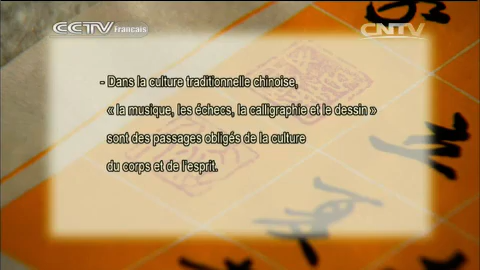 CCTV Français
CNTV
- Dans la culture traditionnelle chinoise,
« la musique, les échecs, la calligraphie et le dessin »
sont des passages obligés de la culture
du corps et de l'esprit.